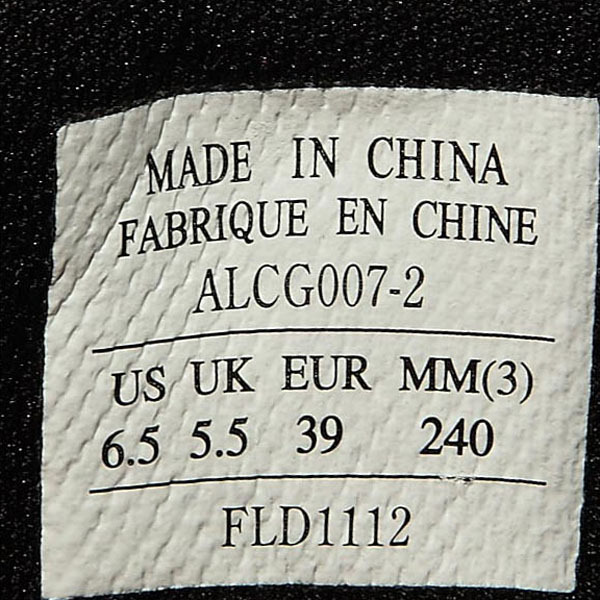 MADE IN CHINA
FABRIQUE EN CHINE
ALCG007-2
US UK EUR MM(3)
6.5 5.5 39 240
FLD1112